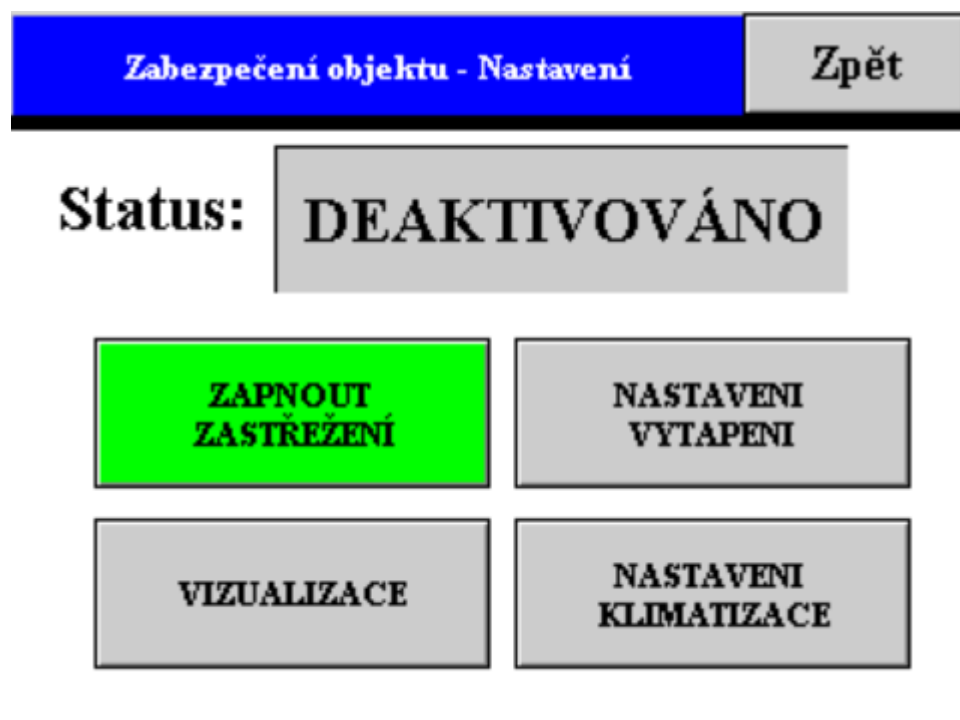 Zabezpečení objektu - Nastavení
Zpět
Status:
DEAKTIVOVÁNO
ZAPNOUT
ZASTŘEŽENÍ
NASTAVENI
VYTAPENI
VIZUALIZACE
NASTAVENI
KLIMATIZACE